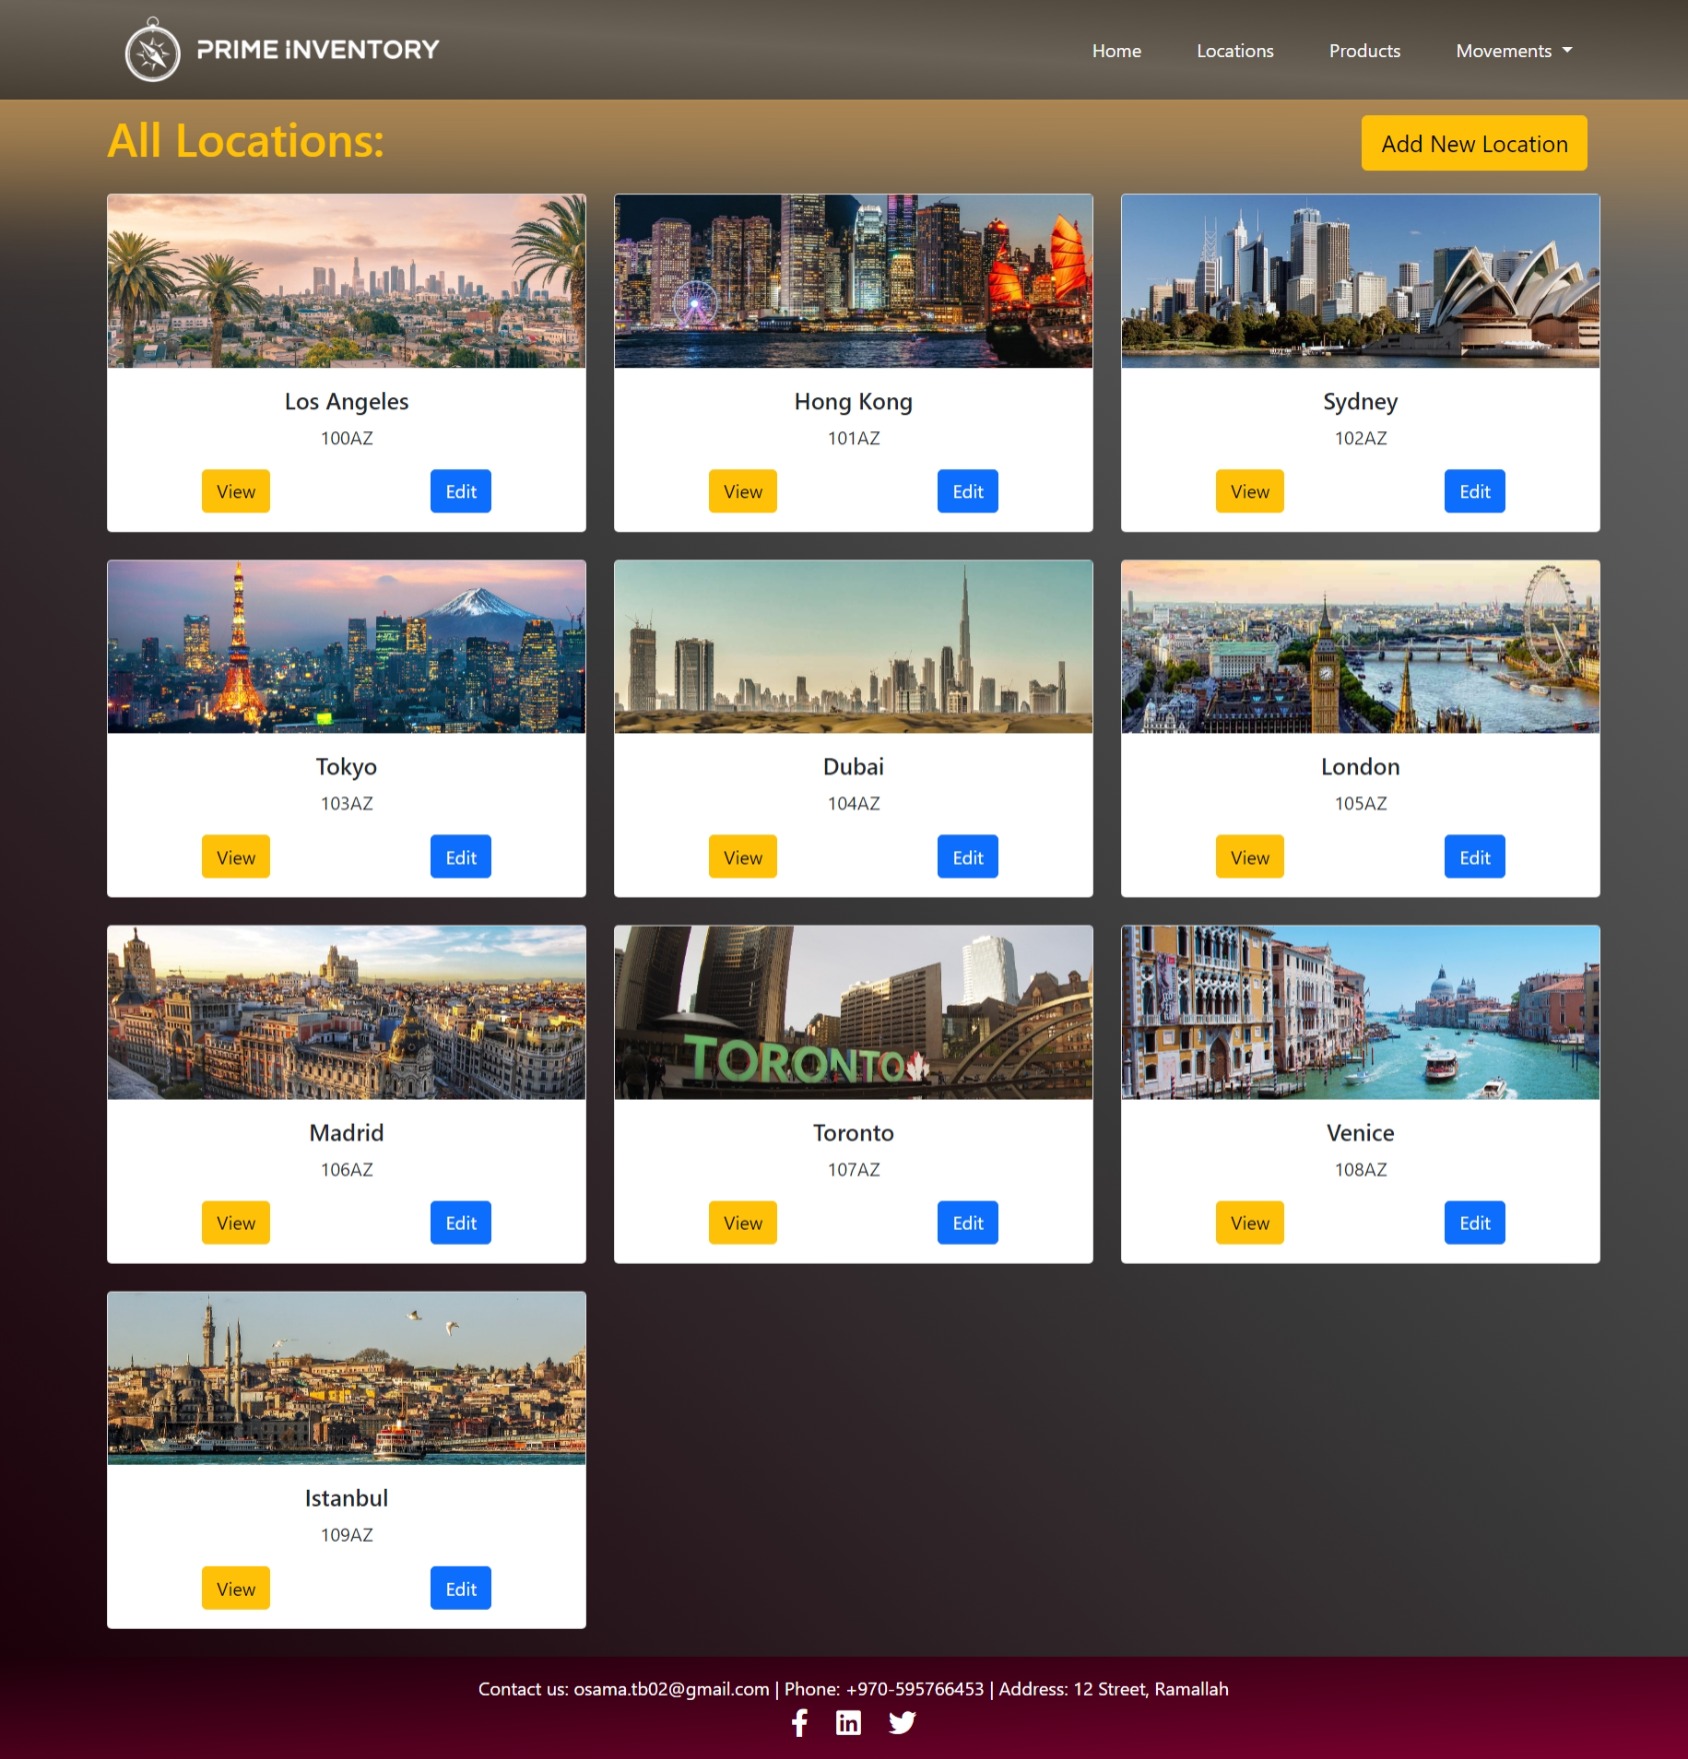 PRIME INVENTORY
Home Locations Products Movements
All Locations:
Add New Location
Los Angeles
100AZ
View Edit
Hong Kong
101AZ
View Edit
Sydney
102AZ
View Edit
Tokyo
103AZ
View Edit
Dubai
104AZ
View Edit
London
105AZ
View Edit
Madrid
106AZ
View Edit
TORONTO
Toronto
107AZ
View Edit
Venice
108AZ
View Edit
Istanbul
109AZ
View Edit
Contact us: osama.tb02@gmail.com | Phone: +970-595766453 | Address: 12 Street, Ramallah